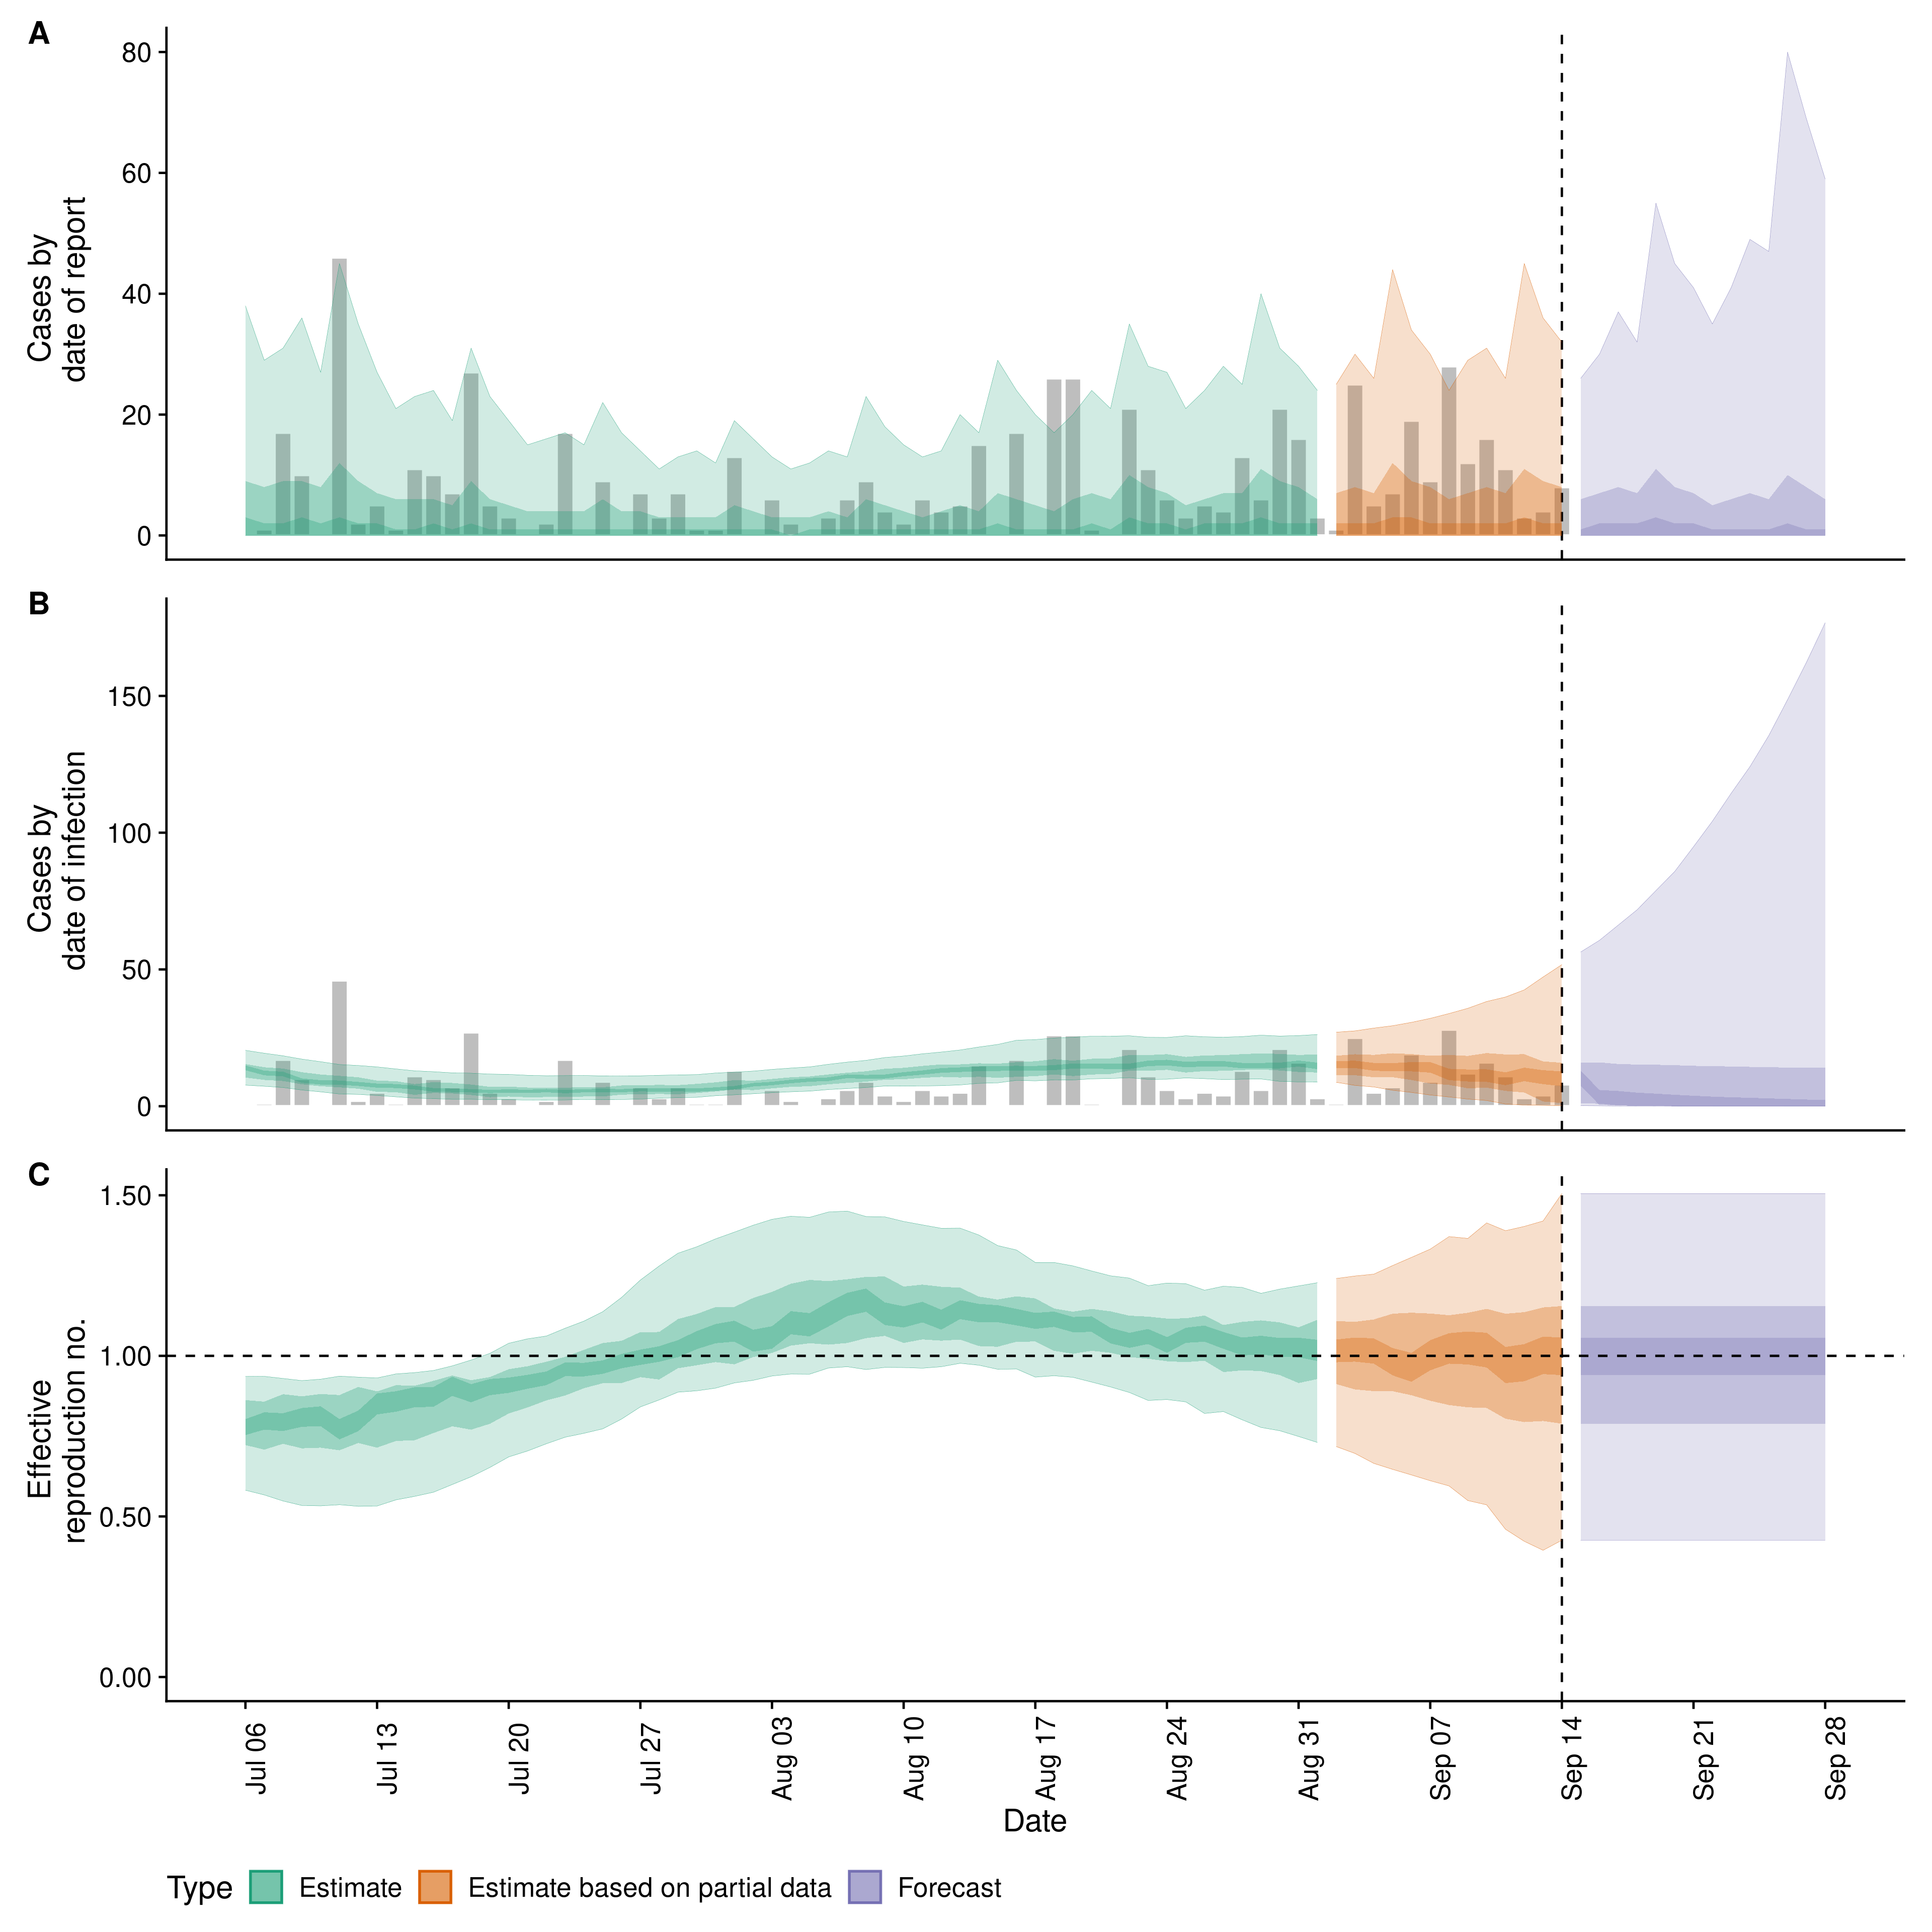 A
80
60
40
20
0
Cases by
date of report
B
150
100
50
0
Cases by
date of infection
C
1.50
1.00
0.50
0.00
Effective
reproduction no.
Jul 06
Jul 13
Jul 20
Jul 27
Aug 03
Aug 10
Aug 17
Aug 24
Aug 31
Sep 07
Sep 14
Sep 21
Sep 28
Date
Type Estimate Estimate based on partial data Forecast